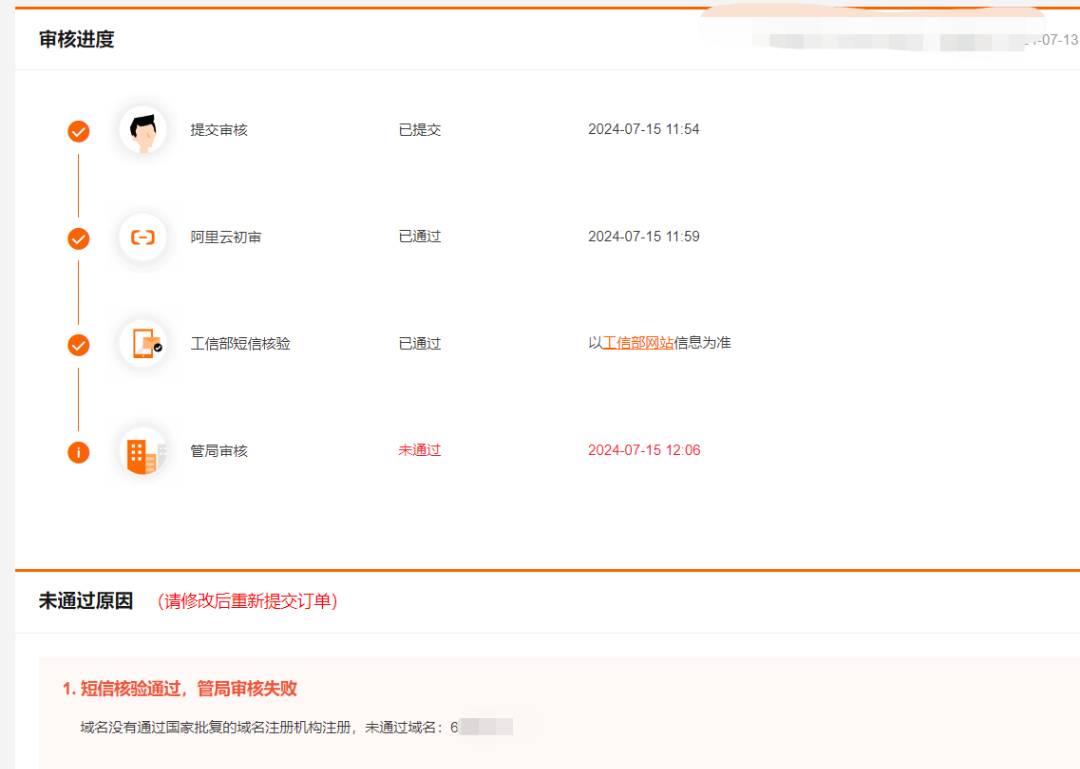 审核进度
-07-13
提交审核 已提交 2024-07-15 11:54
阿里云初审 已通过 2024-07-15 11:59
工信部短信核验 已通过 以工信部网站信息为准
管局审核 未通过 2024-07-15 12:06
未通过原因 （请修改后重新提交订单）
1. 短信核验通过，管局审核失败
域名没有通过国家批复的域名注册机构注册，未通过域名：6